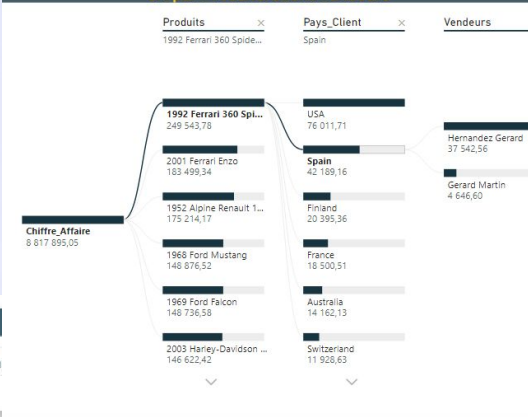 Produits × Pays_Client × Vendeurs
1992 Ferrari 360 Spide... Spain
1992 Ferrari 360 Spi...
249 543,78
2001 Ferrari Enzo
183 499,34
1952 Alpine Renault 1...
175 214,17
1968 Ford Mustang
148 876,52
1969 Ford Falcon
148 736,58
2003 Harley-Davidson ...
146 622,42
Chiffre_Affaire
8 817 895,05
USA
76 011,71
Spain
42 189,16
Finland
20 395,36
France
18 500,51
Australia
14 162,13
Switzerland
11 928,63
Hernandez Gerard
37 542,56
Gerard Martin
4 646,60